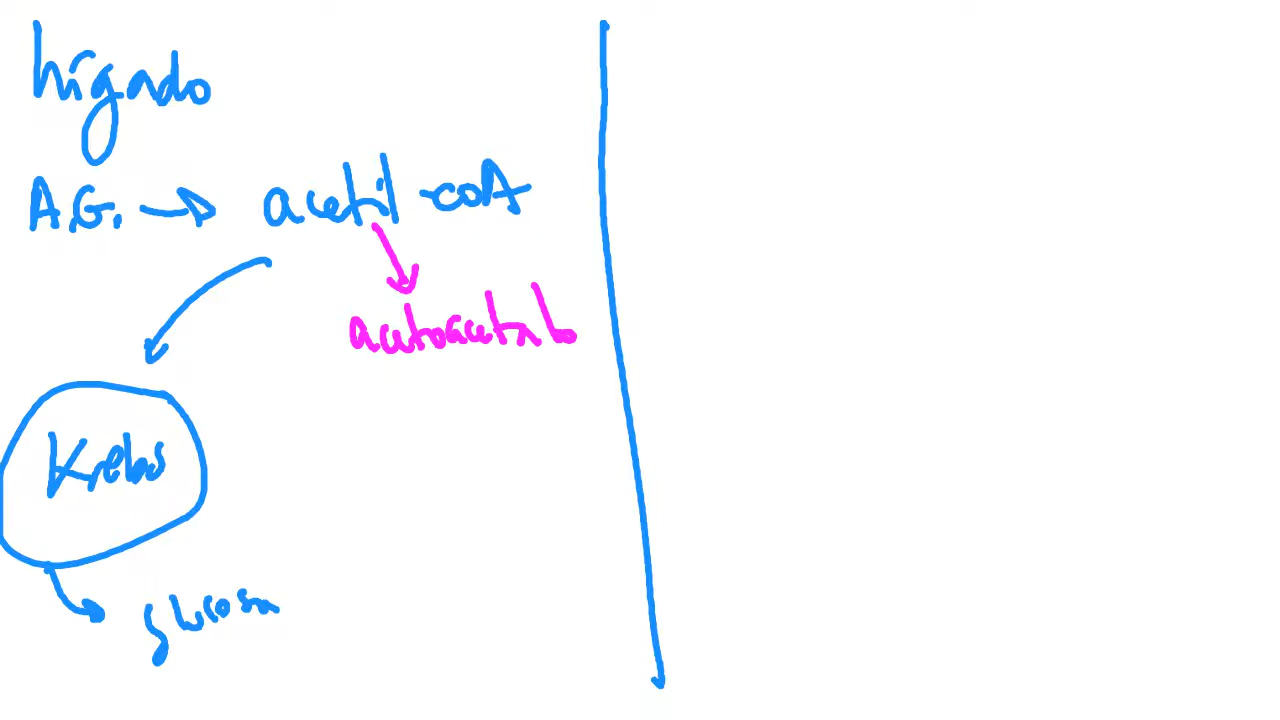 hígado
A.G. → acetil-coA
acetoacetato
Krebs
glucosa